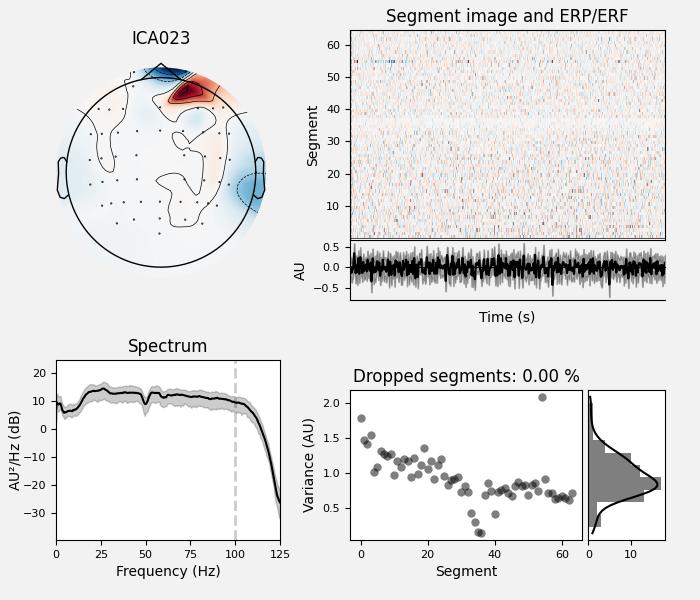 ICA023
Segment image and ERP/ERF
Segment
60
50
40
30
20
10
AU
0.5
0.0
−0.5
Time (s)
Spectrum
AU²/Hz (dB)
20
10
0
−10
−20
−30
0 25 50 75 100 125
Frequency (Hz)
Dropped segments: 0.00 %
Variance (AU)
2.0
1.5
1.0
0.5
0 20 40 60
Segment
0 10